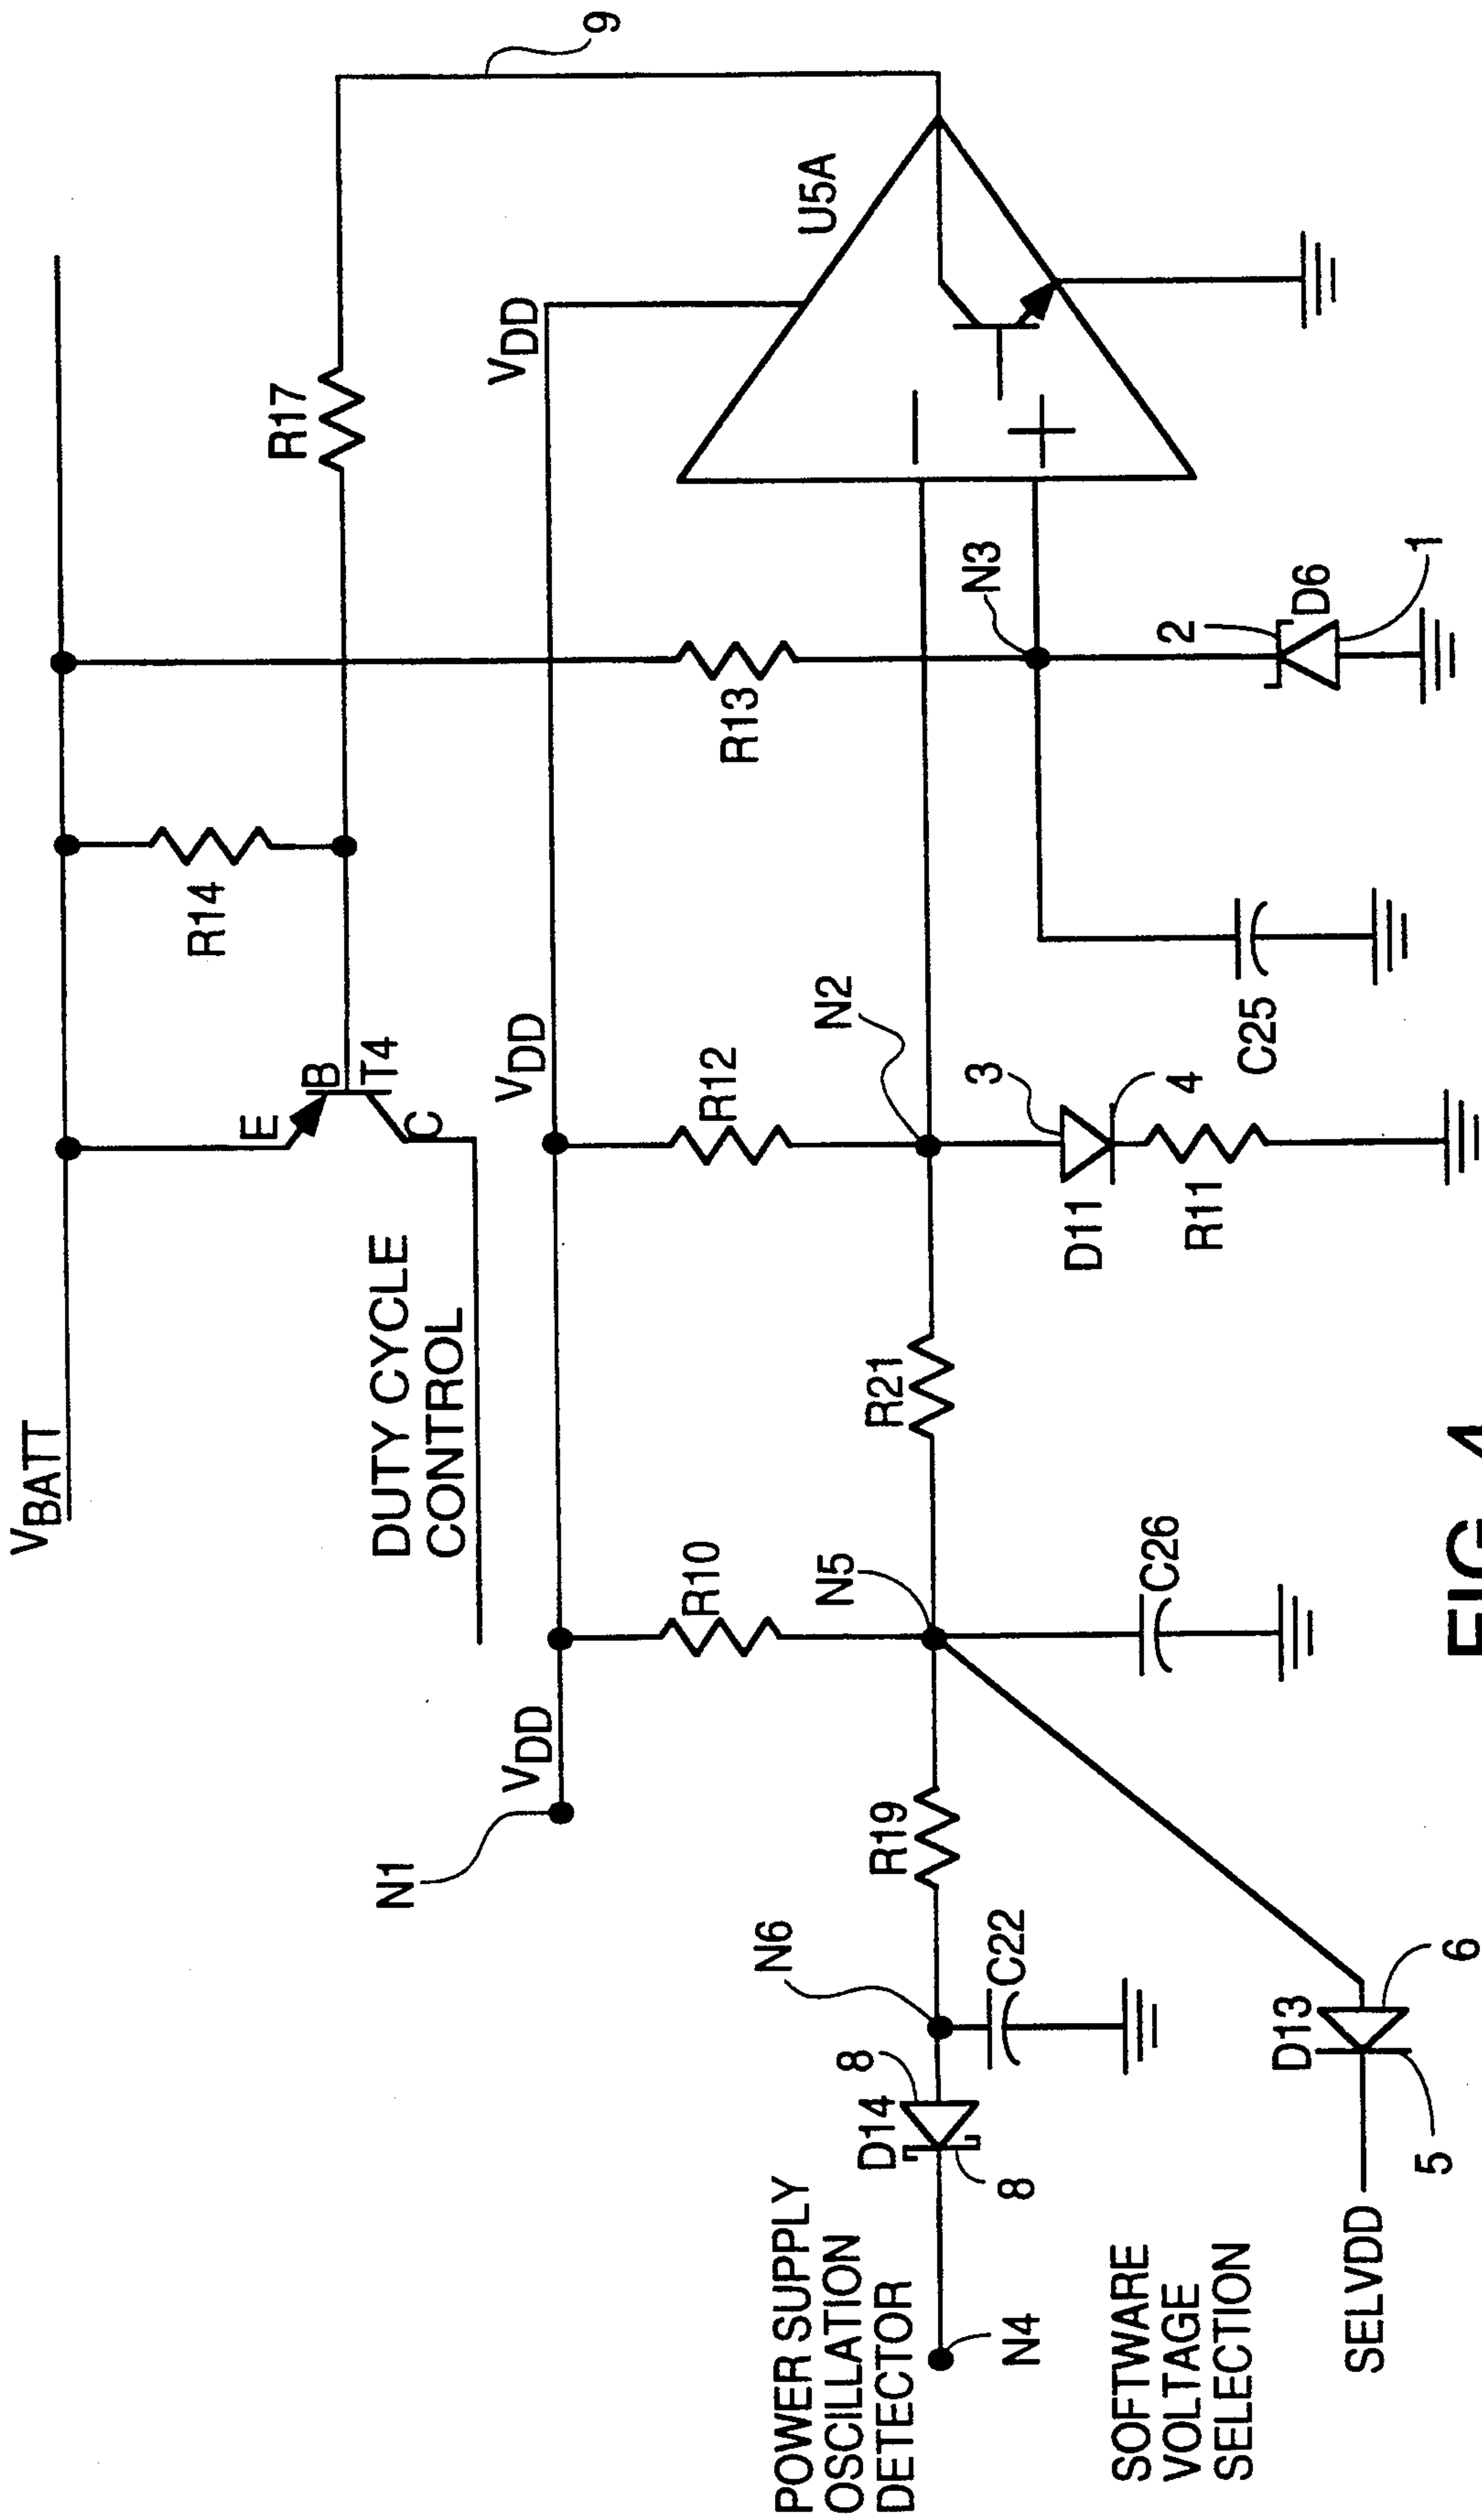 VBATT
R14
R17
9
E
B
T4
C
DUTY CYCLE
CONTROL
N1
VDD
VDD
VDD
U5A
R10
R12
R13
N5
N2
N3
POWER SUPPLY
OSCILLATION
DETECTOR
D14
8
8
N4
N6
R19
C22
R21
C26
3
D11
4
R11
C25
2
D6
1
−
+
SOFTWARE
VOLTAGE
SELECTION
D13
SELVDD
5
6